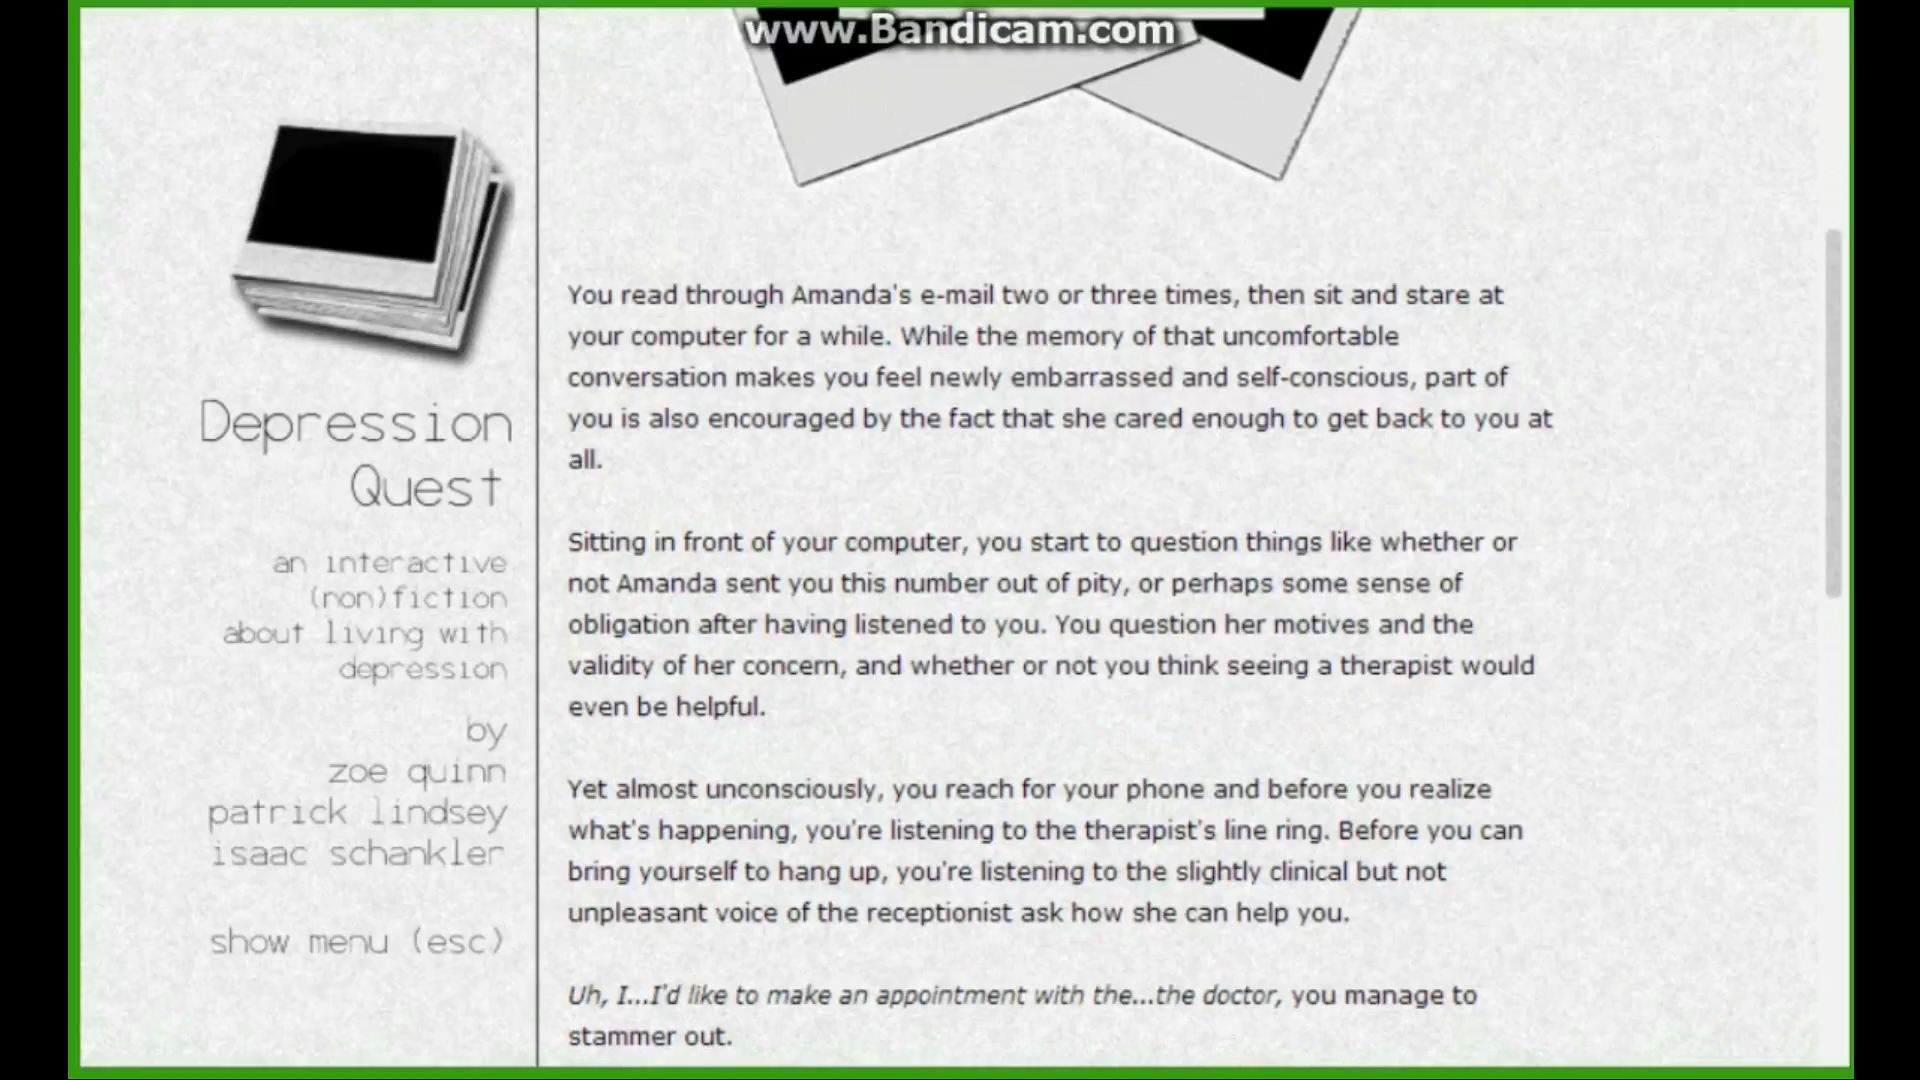 www.Bandicam.com
Depression
Quest
an interactive
(non)fiction
about living with
depression
by
zoe quinn
patrick lindsey
isaac schankler
show menu (esc)
You read through Amanda's e-mail two or three times, then sit and stare at
your computer for a while. While the memory of that uncomfortable
conversation makes you feel newly embarrassed and self-conscious, part of
you is also encouraged by the fact that she cared enough to get back to you at
all.
Sitting in front of your computer, you start to question things like whether or
not Amanda sent you this number out of pity, or perhaps some sense of
obligation after having listened to you. You question her motives and the
validity of her concern, and whether or not you think seeing a therapist would
even be helpful.
Yet almost unconsciously, you reach for your phone and before you realize
what's happening, you're listening to the therapist's line ring. Before you can
bring yourself to hang up, you're listening to the slightly clinical but not
unpleasant voice of the receptionist ask how she can help you.
Uh, I...I'd like to make an appointment with the...the doctor, you manage to
stammer out.